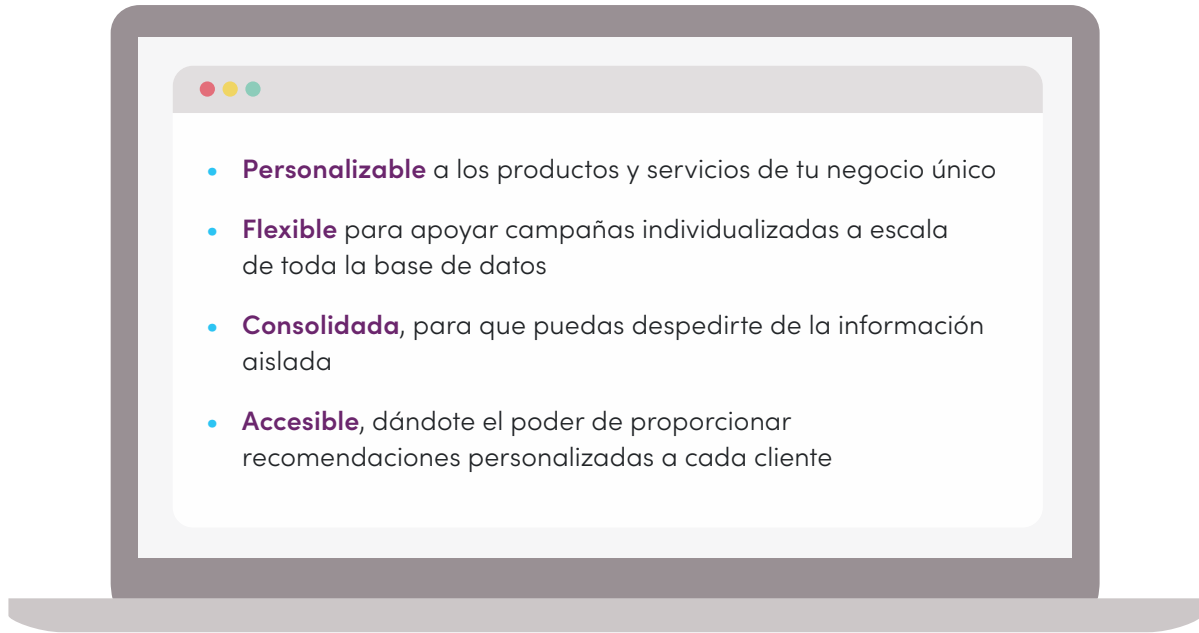 • Personalizable a los productos y servicios de tu negocio único
• Flexible para apoyar campañas individualizadas a escala
de toda la base de datos
• Consolidada, para que puedas despedirte de la información
aislada
• Accesible, dándote el poder de proporcionar
recomendaciones personalizadas a cada cliente